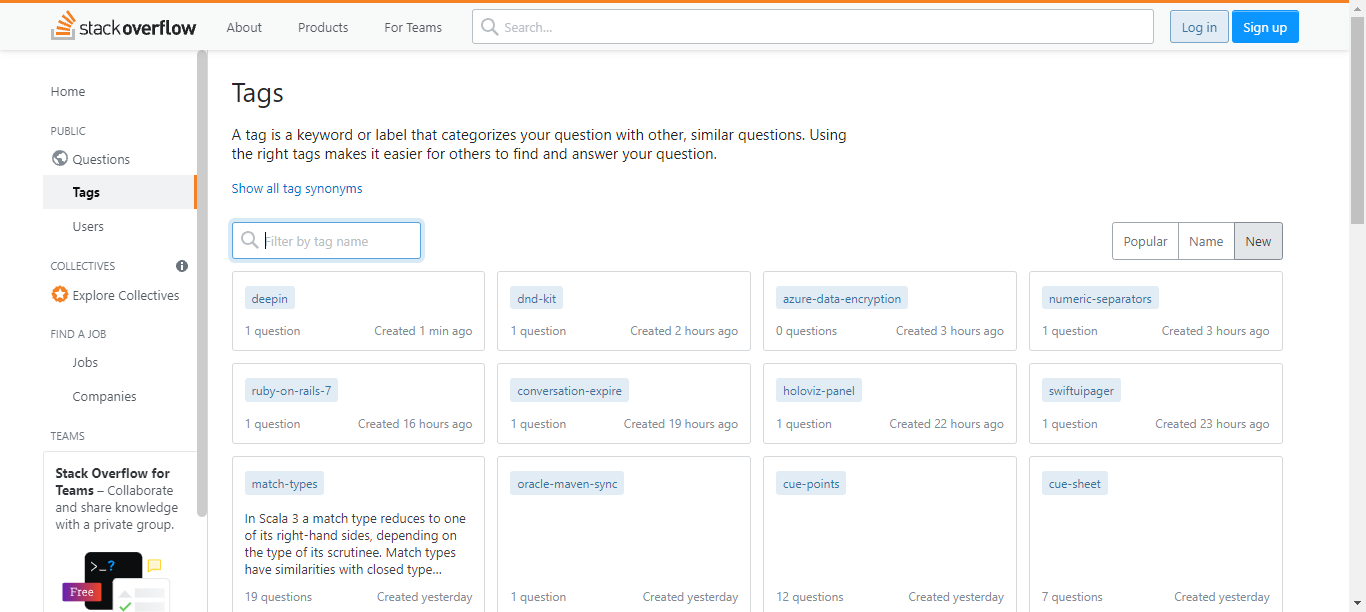 stackoverflow
About
Products
For Teams
Search...
Log in
Sign up
Home
PUBLIC
Questions
Tags
Users
COLLECTIVES
Explore Collectives
FIND A JOB
Jobs
Companies
TEAMS
Stack Overflow for
Teams – Collaborate
and share knowledge
with a private group.
>_?
Free
Tags
A tag is a keyword or label that categorizes your question with other, similar questions. Using
the right tags makes it easier for others to find and answer your question.
Show all tag synonyms
Filter by tag name
Popular
Name
New
deepin
1 question
Created 1 min ago
dnd-kit
1 question
Created 2 hours ago
azure-data-encryption
0 questions
Created 3 hours ago
numeric-separators
1 question
Created 3 hours ago
ruby-on-rails-7
1 question
Created 16 hours ago
conversation-expire
1 question
Created 19 hours ago
holoviz-panel
1 question
Created 22 hours ago
swiftuipager
1 question
Created 23 hours ago
match-types
In Scala 3 a match type reduces to one
of its right-hand sides, depending on
the type of its scrutinee. Match types
have similarities with closed type...
19 questions
Created yesterday
oracle-maven-sync
1 question
Created yesterday
cue-points
12 questions
Created yesterday
cue-sheet
7 questions
Created yesterday